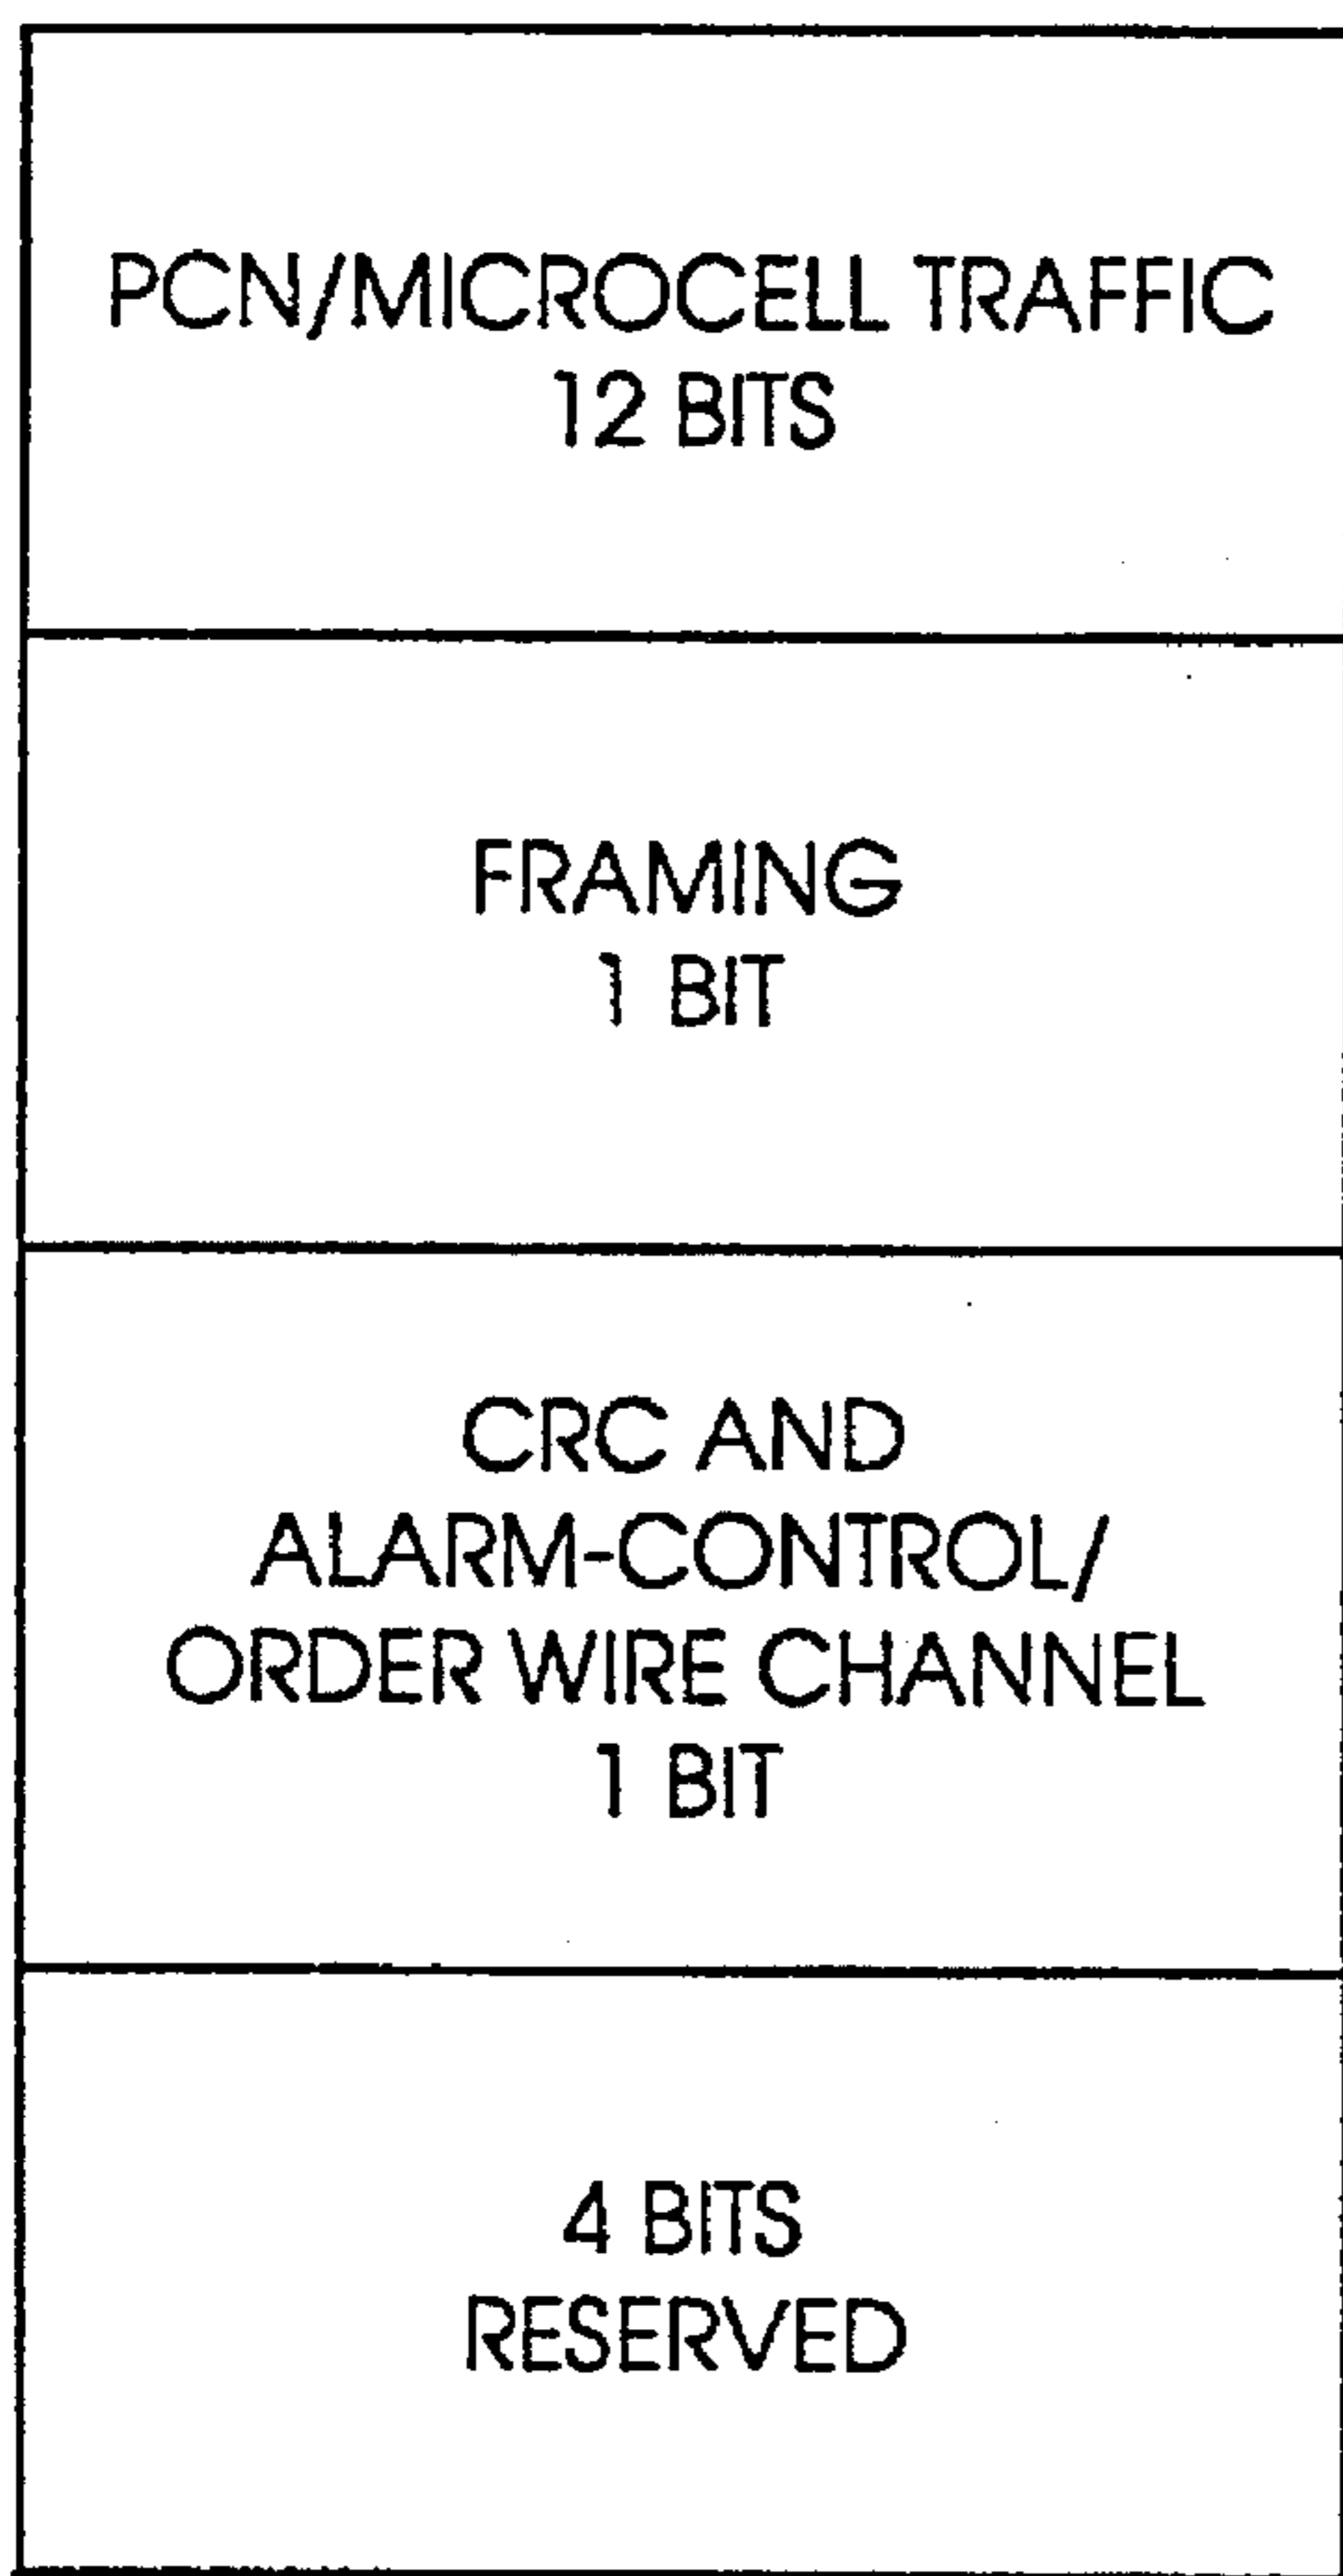 PCN/MICROCELL TRAFFIC
12 BITS
FRAMING
1 BIT
CRC AND
ALARM-CONTROL/
ORDER WIRE CHANNEL
1 BIT
4 BITS
RESERVED